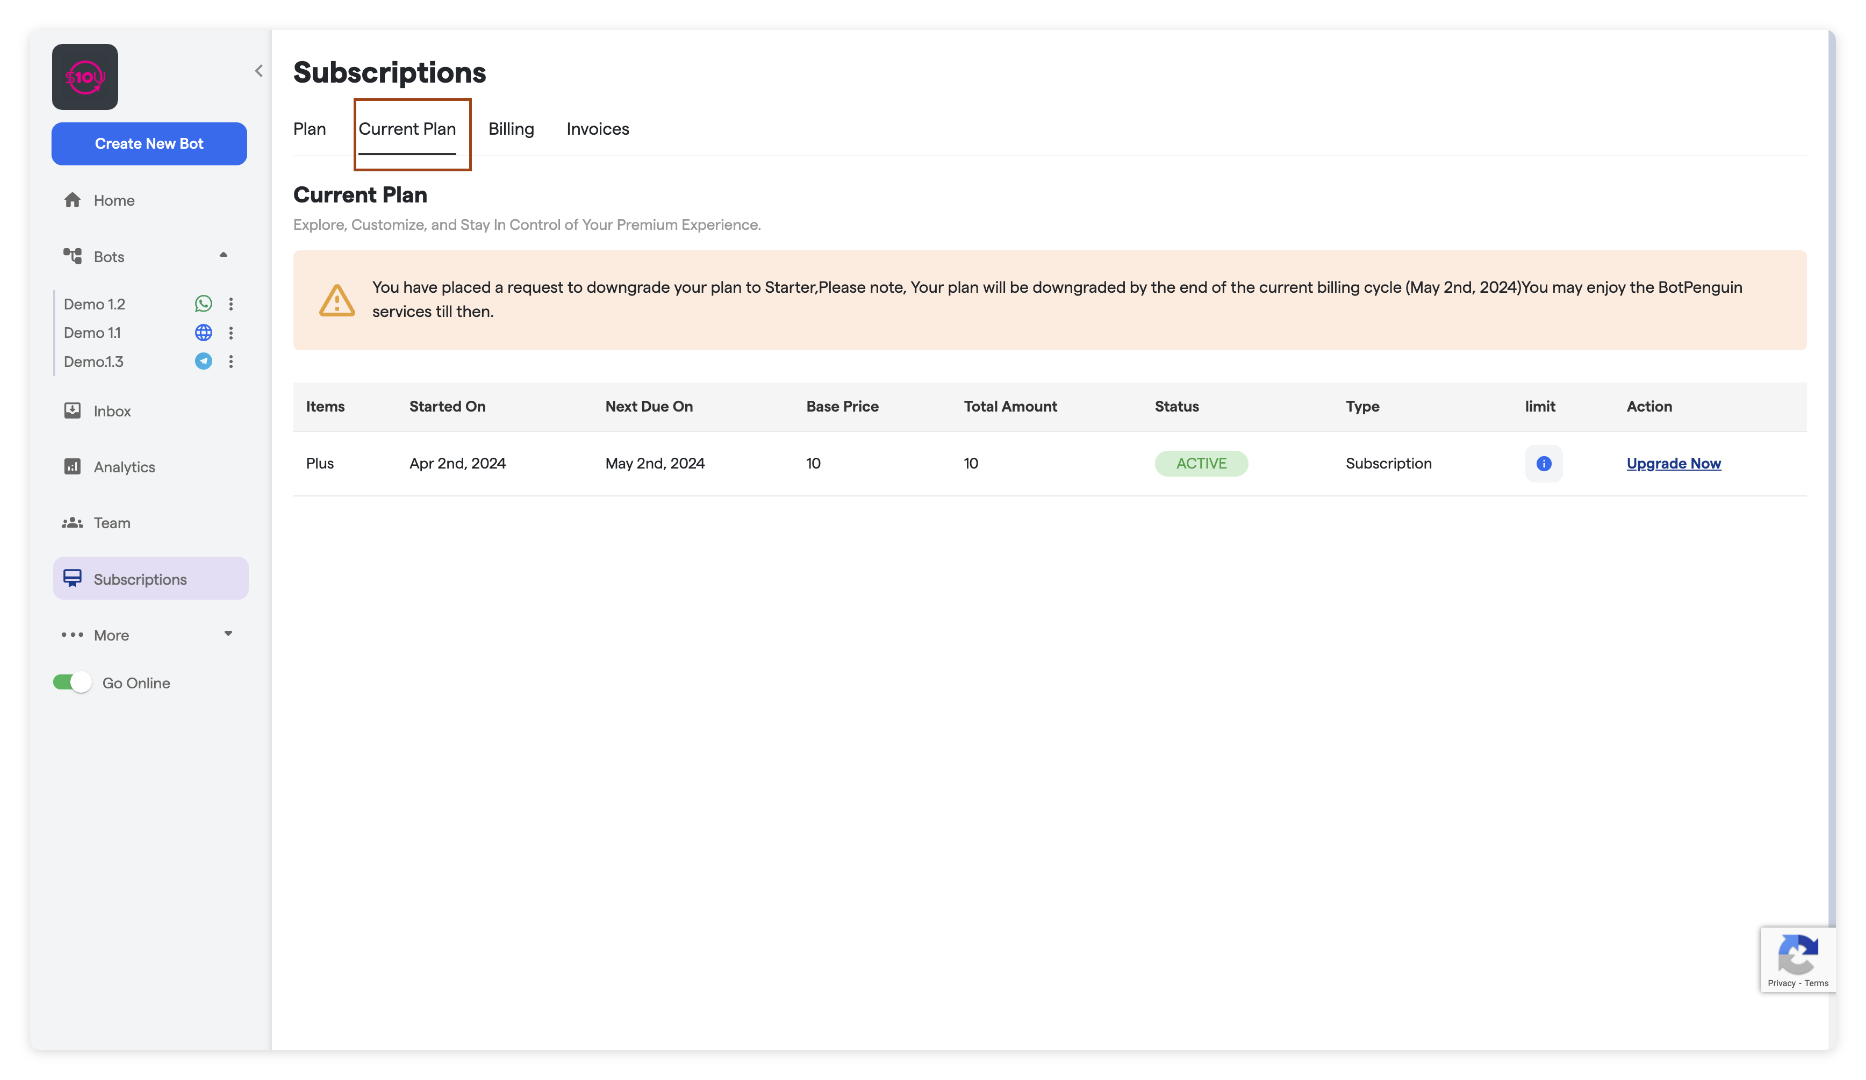 $10U
Create New Bot
Home
Bots
Demo 1.2
Demo 1.1
Demo.1.3
Inbox
Analytics
Team
Subscriptions
More
Go Online
Subscriptions
Plan Current Plan Billing Invoices
Current Plan
Explore, Customize, and Stay In Control of Your Premium Experience.
You have placed a request to downgrade your plan to Starter,Please note, Your plan will be downgraded by the end of the current billing cycle (May 2nd, 2024)You may enjoy the BotPenguin
services till then.
Items Started On Next Due On Base Price Total Amount Status Type limit Action
Plus Apr 2nd, 2024 May 2nd, 2024 10 10 ACTIVE Subscription Upgrade Now
Privacy - Terms